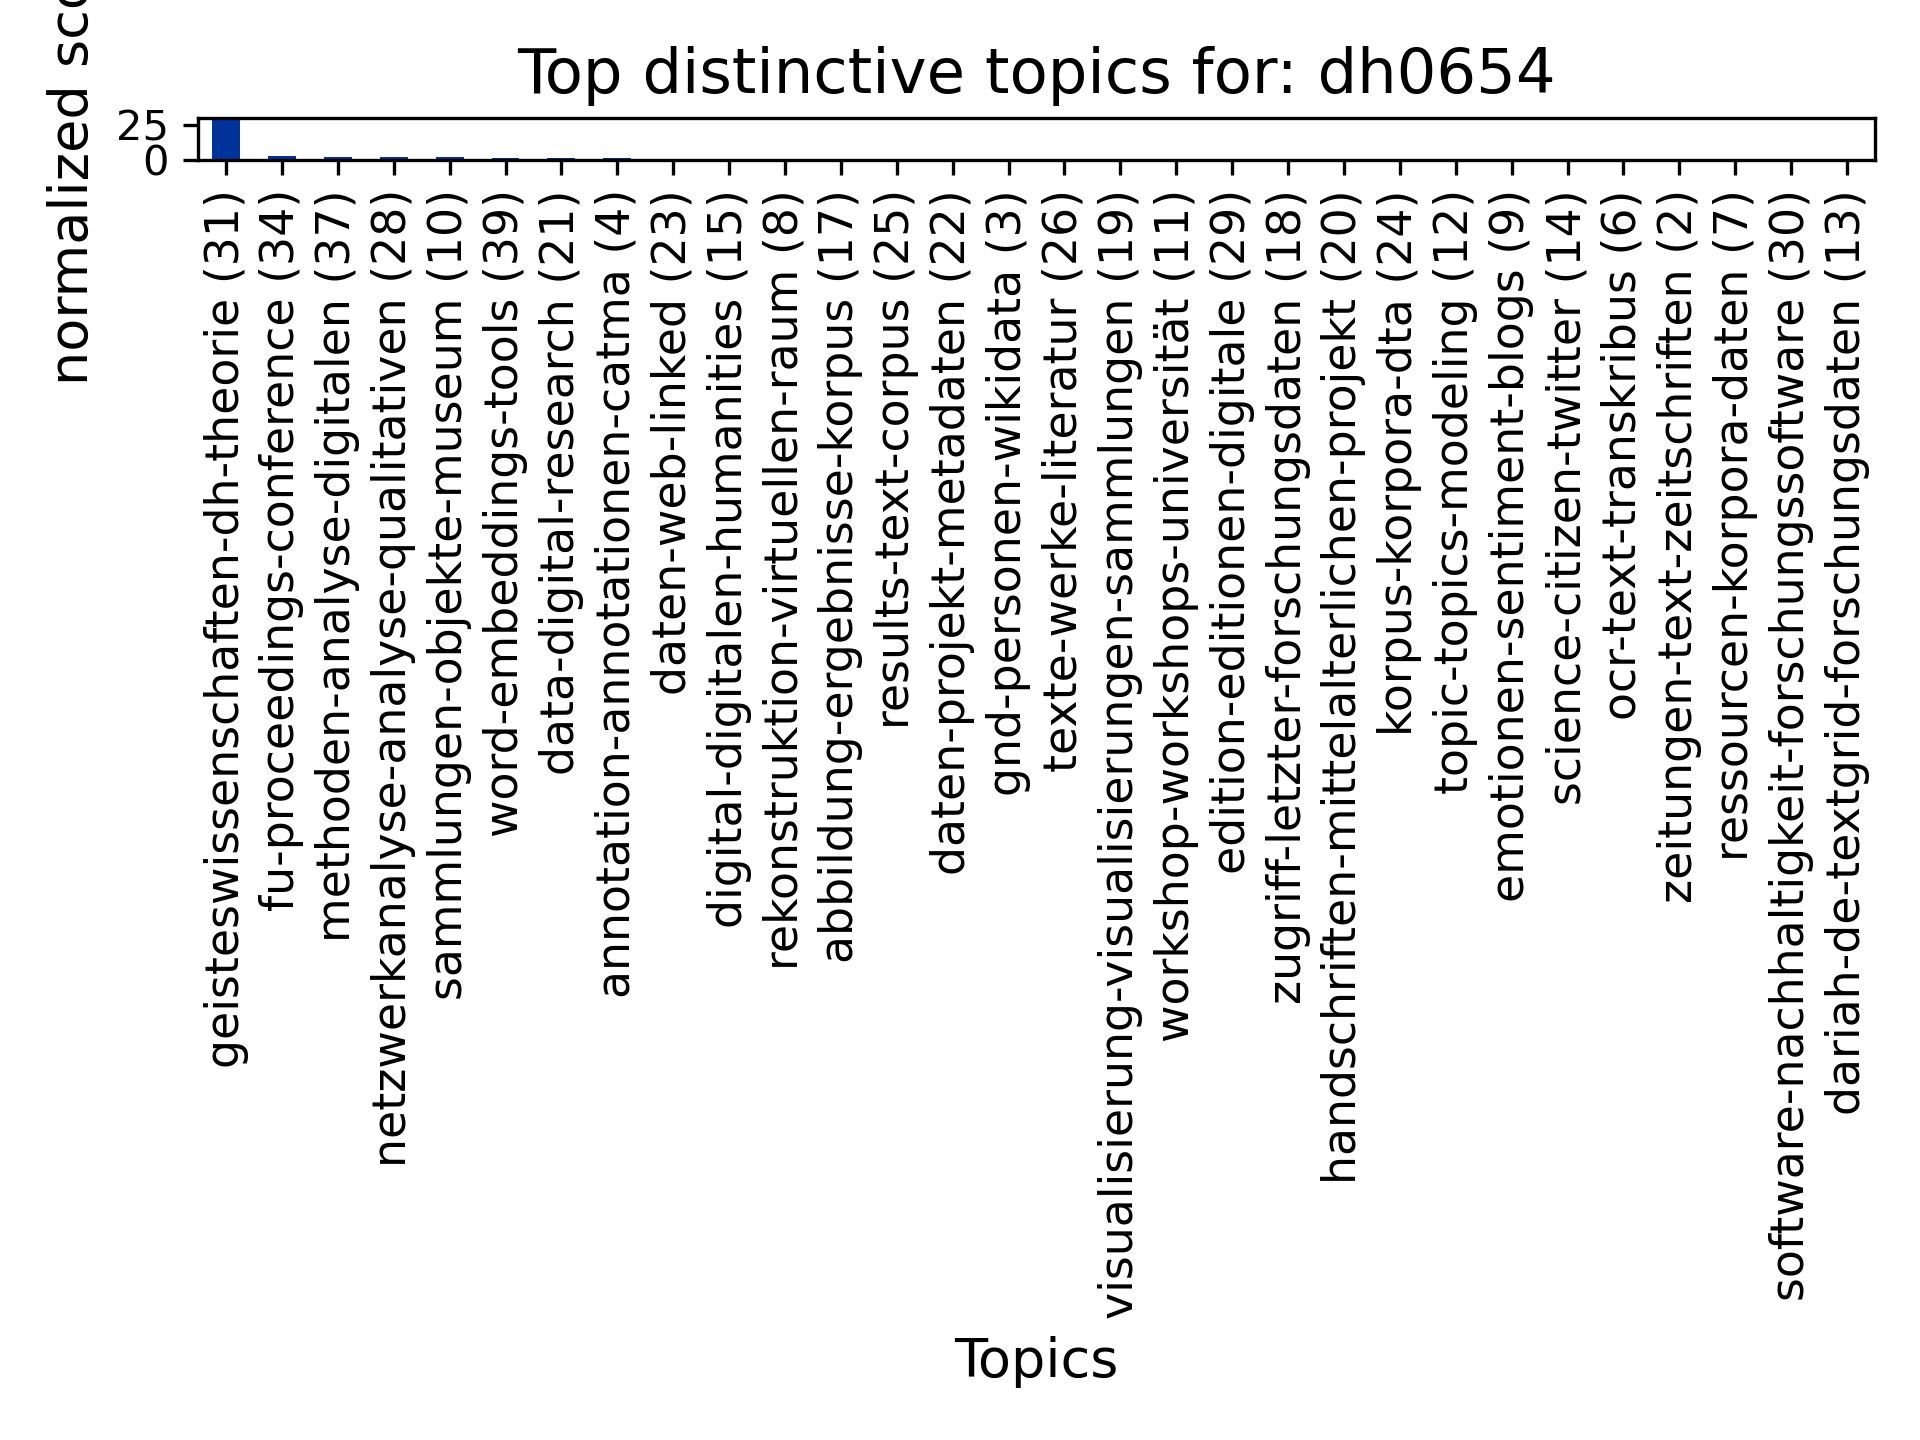 Top distinctive topics for: dh0654
normalized
25
0
geisteswissenschaften-dh-theorie (31)
fu-proceedings-conference (34)
methoden-analyse-digitalen (37)
netzwerkanalyse-analyse-qualitativen (28)
sammlungen-objekte-museum (10)
word-embeddings-tools (39)
data-digital-research (21)
annotation-annotationen-catma (4)
daten-web-linked (23)
digital-digitalen-humanities (15)
rekonstruktion-virtuellen-raum (8)
abbildung-ergebnisse-korpus (17)
results-text-corpus (25)
daten-projekt-metadaten (22)
gnd-personen-wikidata (3)
texte-werke-literatur (26)
visualisierung-visualisierungen-sammlungen (19)
workshop-workshops-universität (11)
edition-editionen-digitale (29)
zugriff-letzter-forschungsdaten (18)
handschriften-mittelalterlichen-projekt (20)
korpus-korpora-dta (24)
topic-topics-modeling (12)
emotionen-sentiment-blogs (9)
science-citizen-twitter (14)
ocr-text-transkribus (6)
zeitungen-text-zeitschriften (2)
ressourcen-korpora-daten (7)
software-nachhaltigkeit-forschungssoftware (30)
dariah-de-textgrid-forschungsdaten (13)
Topics